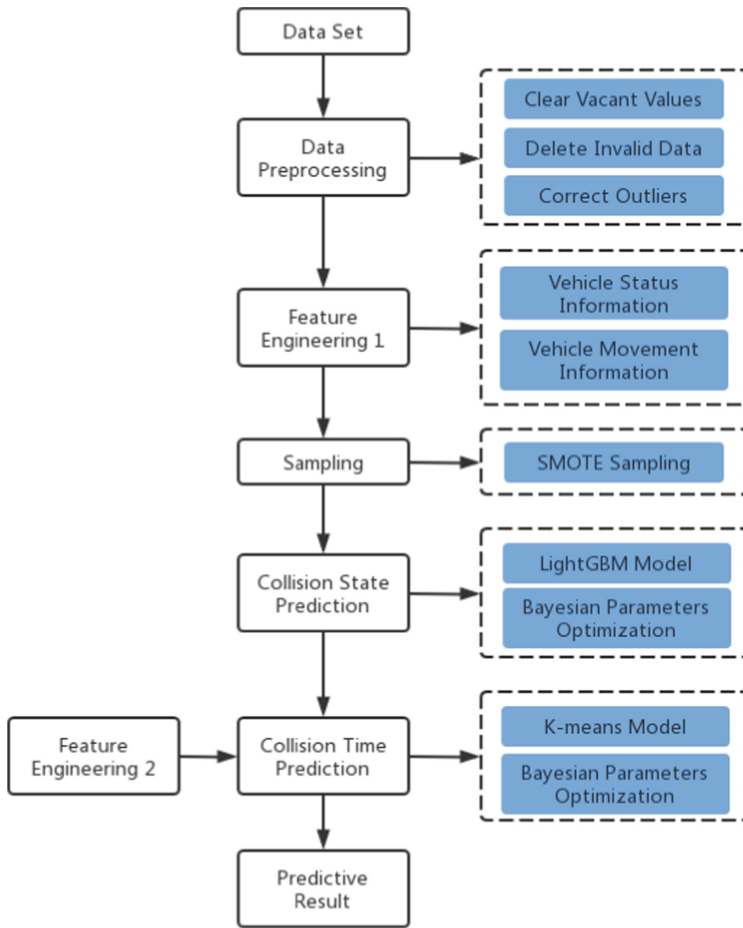 Data Set
Data
Preprocessing
Clear Vacant Values
Delete Invalid Data
Correct Outliers
Feature
Engineering 1
Vehicle Status
Information
Vehicle Movement
Information
Sampling
SMOTE Sampling
Collision State
Prediction
LightGBM Model
Bayesian Parameters
Optimization
Feature
Engineering 2
Collision Time
Prediction
K-means Model
Bayesian Parameters
Optimization
Predictive
Result